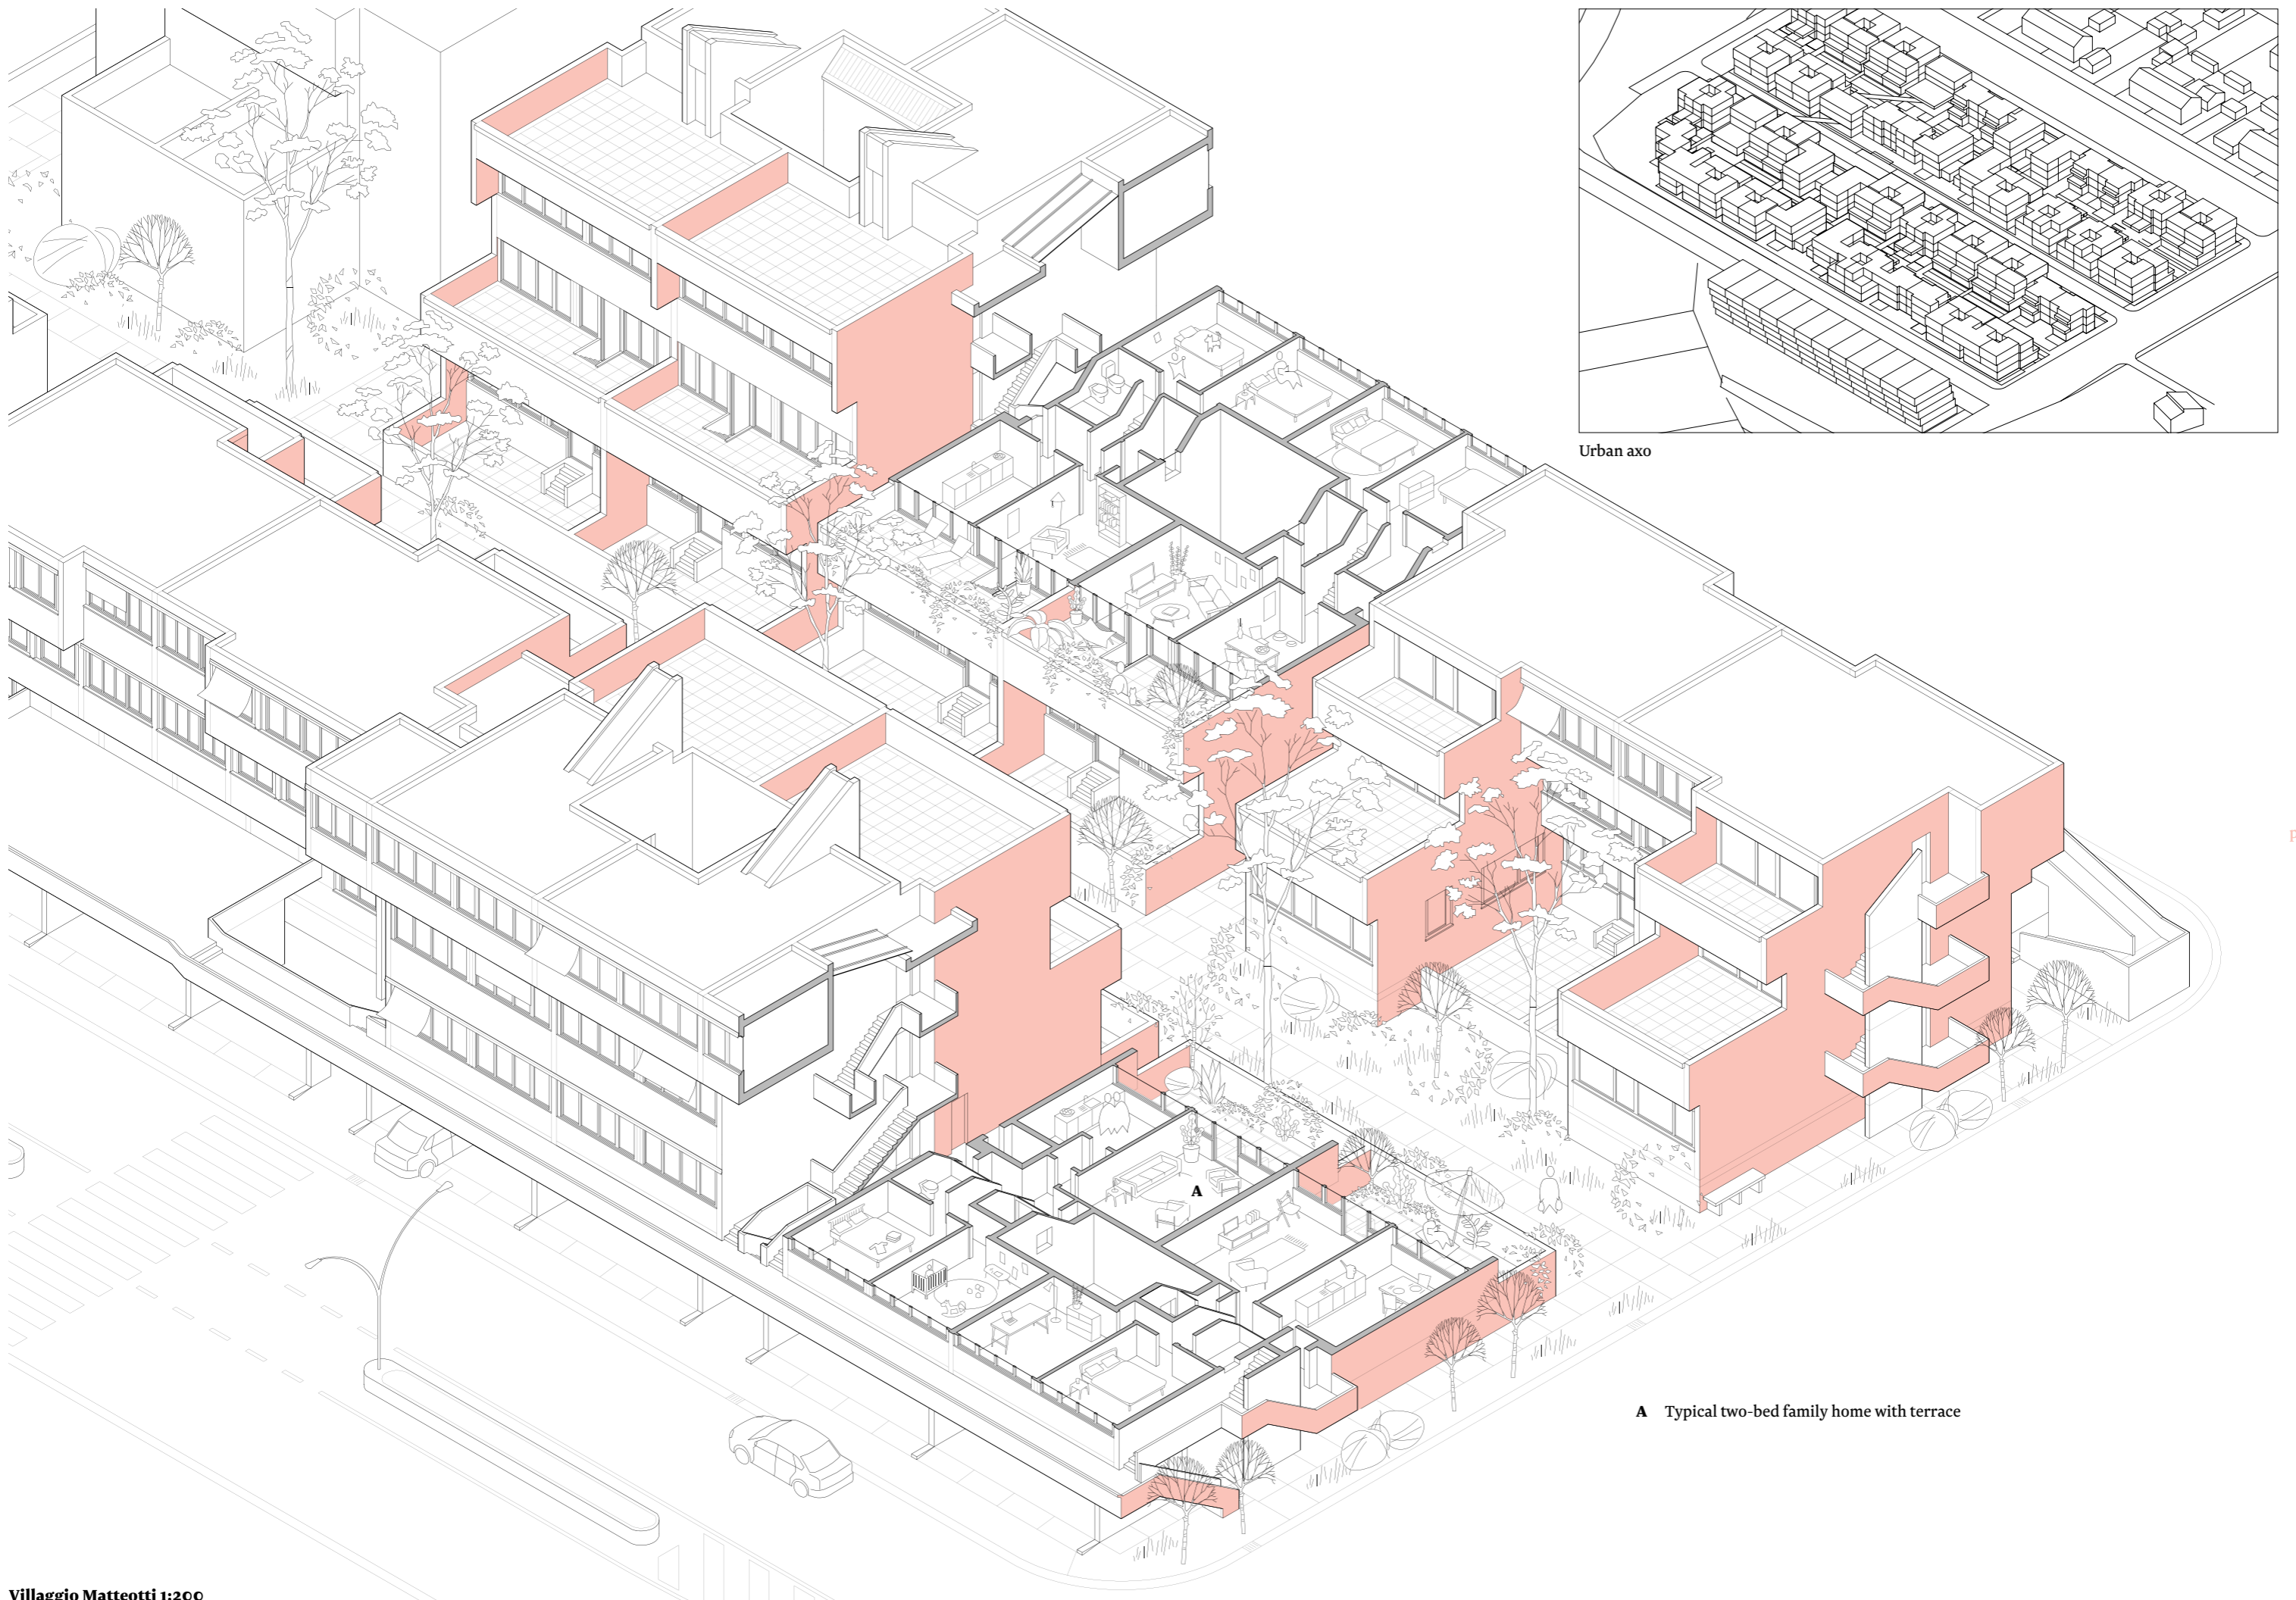 Urban axo
A
A Typical two-bed family home with terrace
Villaggio Matteotti 1:200